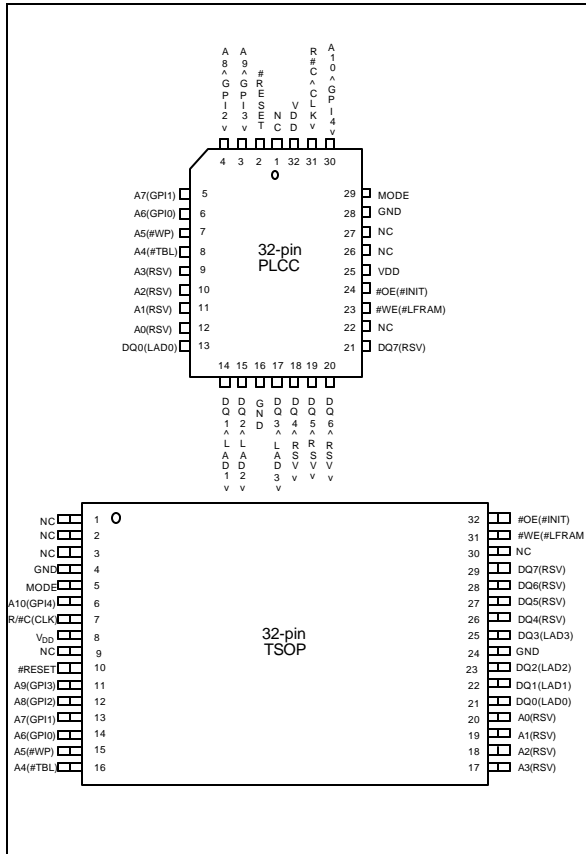 A8^GPI2v
A9^GPI3v
#RESET
NC
VDD
R#C^CLKv
A10^GPI4v
4
3
2
1
32
31
30
A7(GPI1) 5
A6(GPI0) 6
A5(#WP) 7
A4(#TBL) 8
A3(RSV) 9
A2(RSV) 10
A1(RSV) 11
A0(RSV) 12
DQ0(LAD0) 13
32-pin
PLCC
29 MODE
28 GND
27 NC
26 NC
25 VDD
24 #OE(#INIT)
23 #WE(#LFRAM)
22 NC
21 DQ7(RSV)
14
15
16
17
18
19
20
DQ1^LAD1v
DQ2^LAD2v
GND
DQ3^LAD3v
DQ4^RSVv
DQ5^RSVv
DQ6^RSVv
NC 1
NC 2
NC 3
GND 4
MODE 5
A10(GPI4) 6
R/#C(CLK) 7
VDD 8
NC 9
#RESET 10
A9(GPI3) 11
A8(GPI2) 12
A7(GPI1) 13
A6(GPI0) 14
A5(#WP) 15
A4(#TBL) 16
32-pin
TSOP
32 #OE(#INIT)
31 #WE(#LFRAM
30 NC
29 DQ7(RSV)
28 DQ6(RSV)
27 DQ5(RSV)
26 DQ4(RSV)
25 DQ3(LAD3)
24 GND
23 DQ2(LAD2)
22 DQ1(LAD1)
21 DQ0(LAD0)
20 A0(RSV)
19 A1(RSV)
18 A2(RSV)
17 A3(RSV)